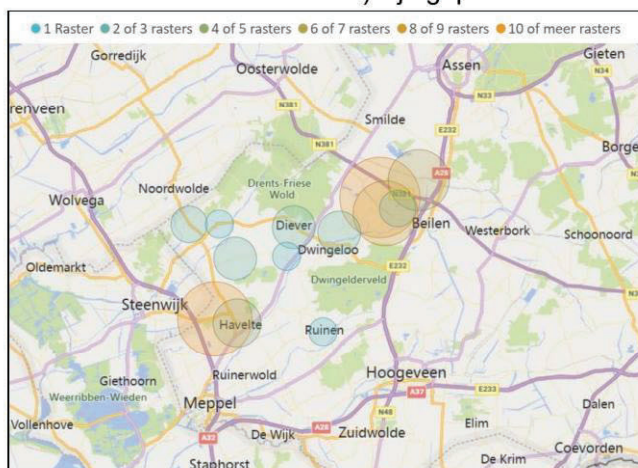 1 Raster 2 of 3 rasters 4 of 5 rasters 6 of 7 rasters 8 of 9 rasters 10 of meer rasters
Gorredijk
Oosterwolde
Assen
Gieten
N34
N33
N381
Smilde
E232
renveen
Borge
N381
A28
Noordwolde
Drents-Friese
Wold
Wolvega
N381
Diever
Beilen
Westerbork
Schoonoord
Dwingeloo
Oldemarkt
E232
Dwingelderveld
N3
Steenwijk
Havelte
Ruinen
Giethoorn
Ruinerwold
Hoogeveen
E233
Weerribben-Wieden
A37
Meppel
N48
Dalen
Vollenhove
A28
Elim
De Wijk
Zuidwolde
A32
Coevorden
Staphorst
De Krim